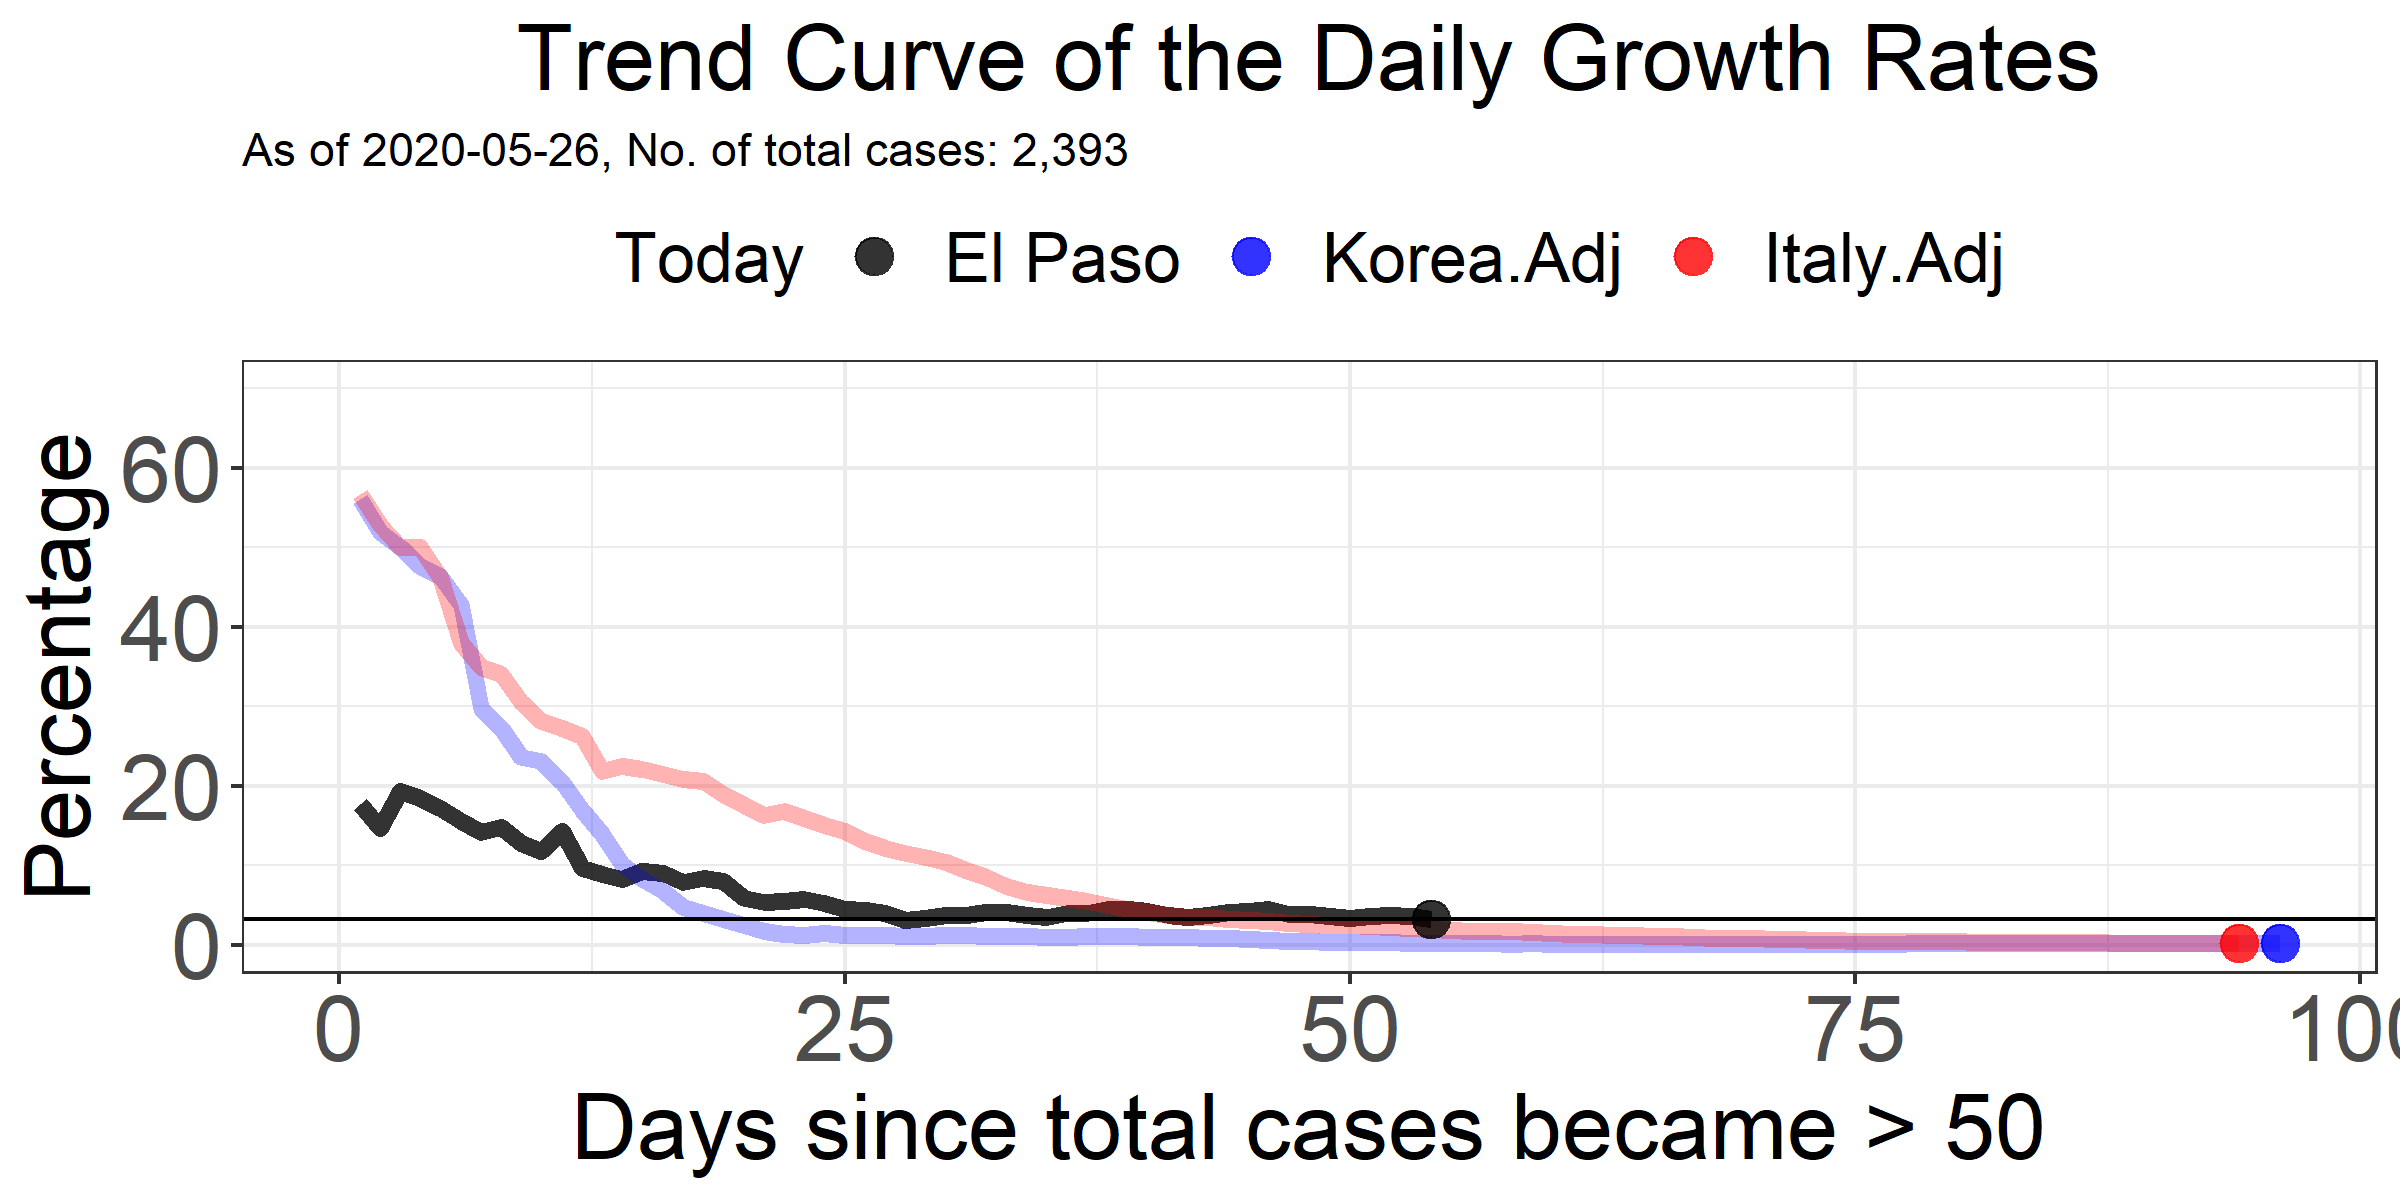 Trend Curve of the Daily Growth Rates
As of 2020-05-26, No. of total cases: 2,393
Today El Paso Korea.Adj Italy.Adj
Percentage
60
40
20
0
0 25 50 75 100
Days since total cases became > 50